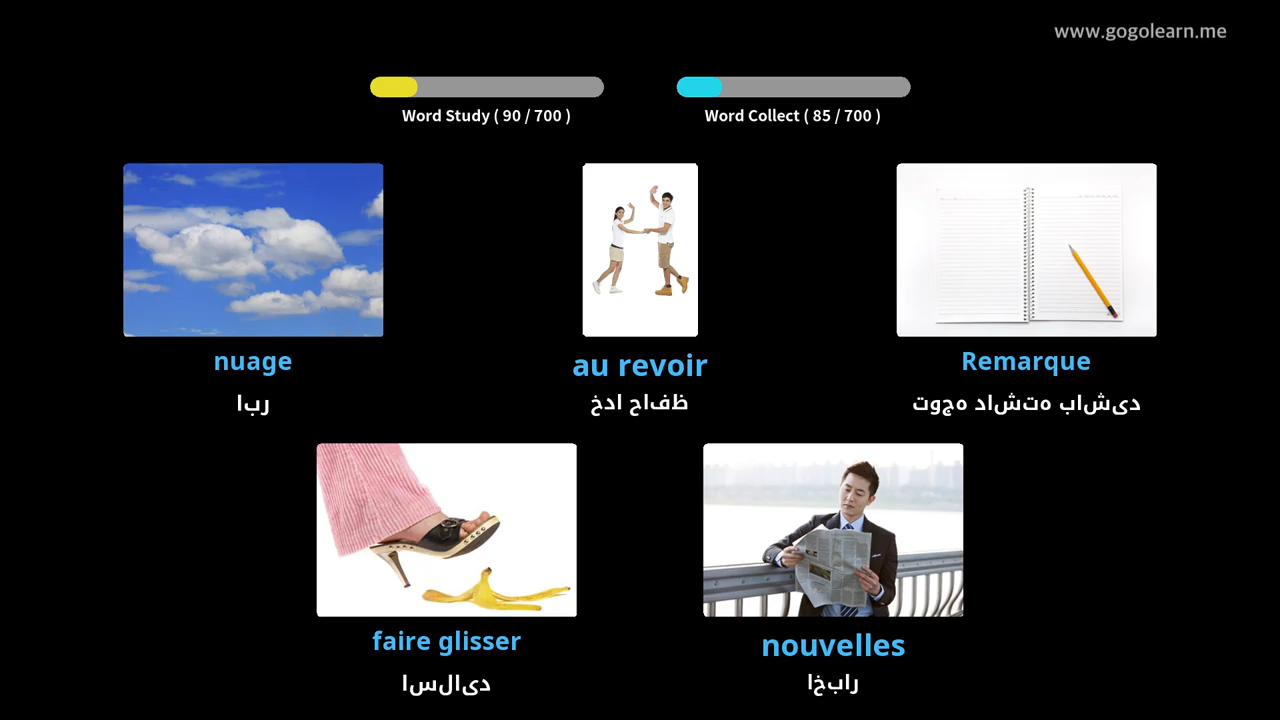 www.gogolearn.me
Word Study ( 90 / 700 )
Word Collect ( 85 / 700 )
nuage
ابر
au revoir
خدا حافظ
Remarque
توجه داشته باشید
faire glisser
اسلاید
nouvelles
اخبار